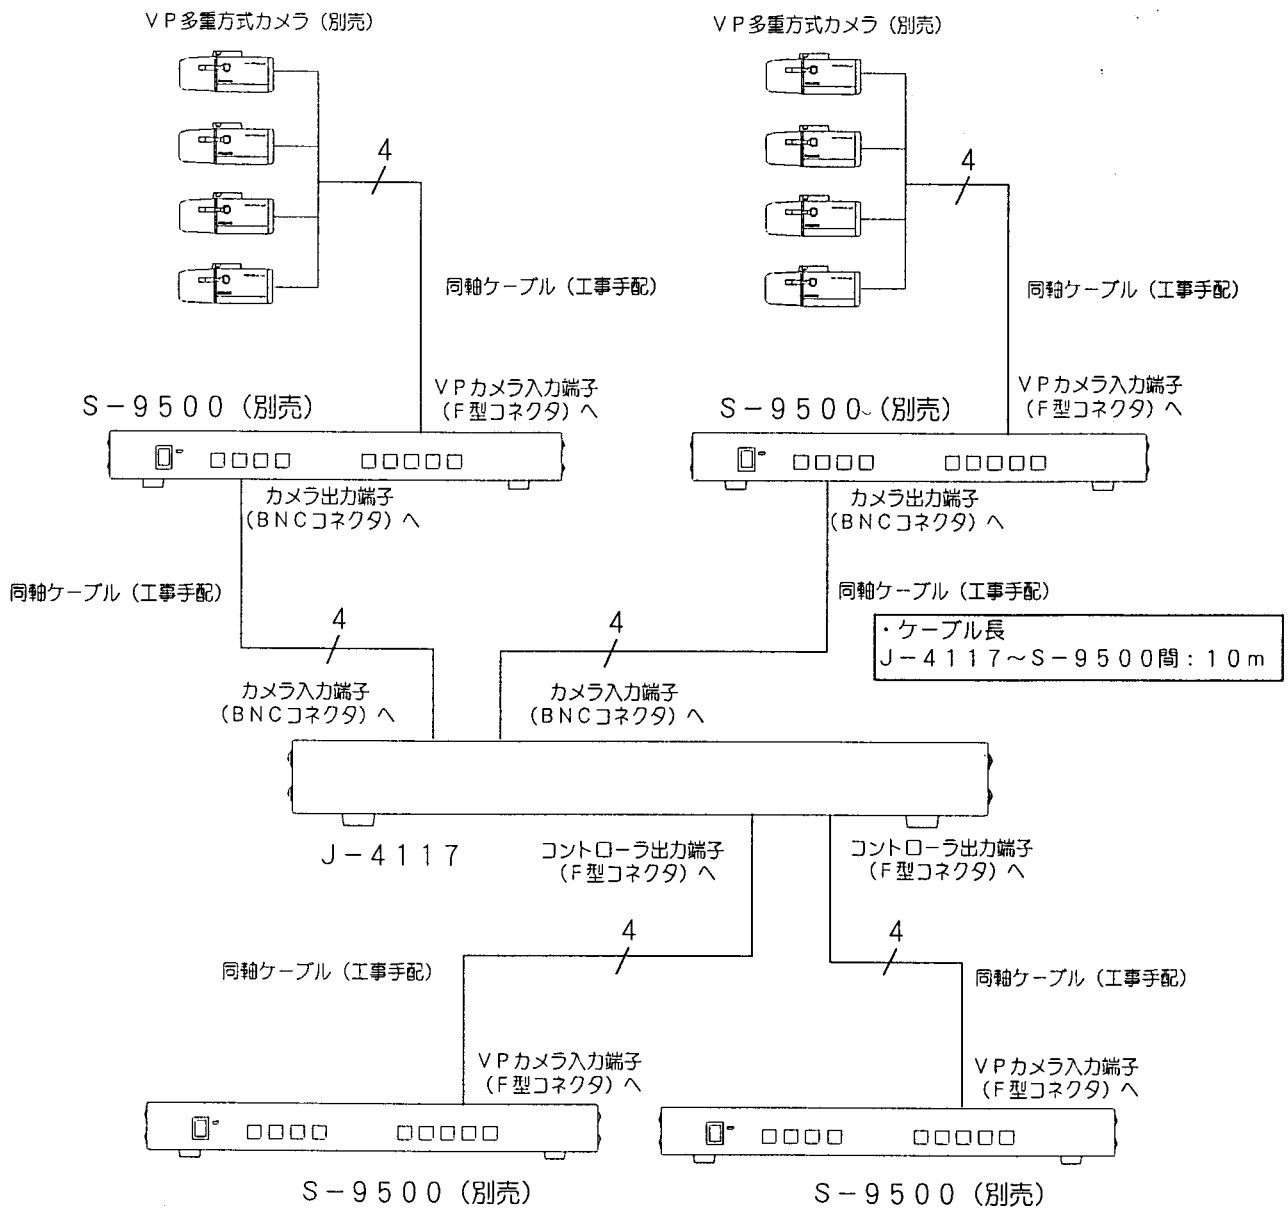 ＶＰ多重方式カメラ（別売）
ＶＰ多重方式カメラ（別売）
4
4
同軸ケーブル（工事手配）
同軸ケーブル（工事手配）
ＶＰカメラ入力端子
（Ｆ型コネクタ）へ
ＶＰカメラ入力端子
（Ｆ型コネクタ）へ
Ｓ－９５００（別売）
Ｓ－９５００（別売）
カメラ出力端子
（ＢＮＣコネクタ）へ
カメラ出力端子
（ＢＮＣコネクタ）へ
同軸ケーブル（工事手配）
同軸ケーブル（工事手配）
4
4
・ケーブル長
Ｊ－４１１７～Ｓ－９５００間：１０ｍ
カメラ入力端子
（ＢＮＣコネクタ）へ
カメラ入力端子
（ＢＮＣコネクタ）へ
Ｊ－４１１７
コントローラ出力端子
（Ｆ型コネクタ）へ
コントローラ出力端子
（Ｆ型コネクタ）へ
4
4
同軸ケーブル（工事手配）
同軸ケーブル（工事手配）
ＶＰカメラ入力端子
（Ｆ型コネクタ）へ
ＶＰカメラ入力端子
（Ｆ型コネクタ）へ
Ｓ－９５００（別売）
Ｓ－９５００（別売）